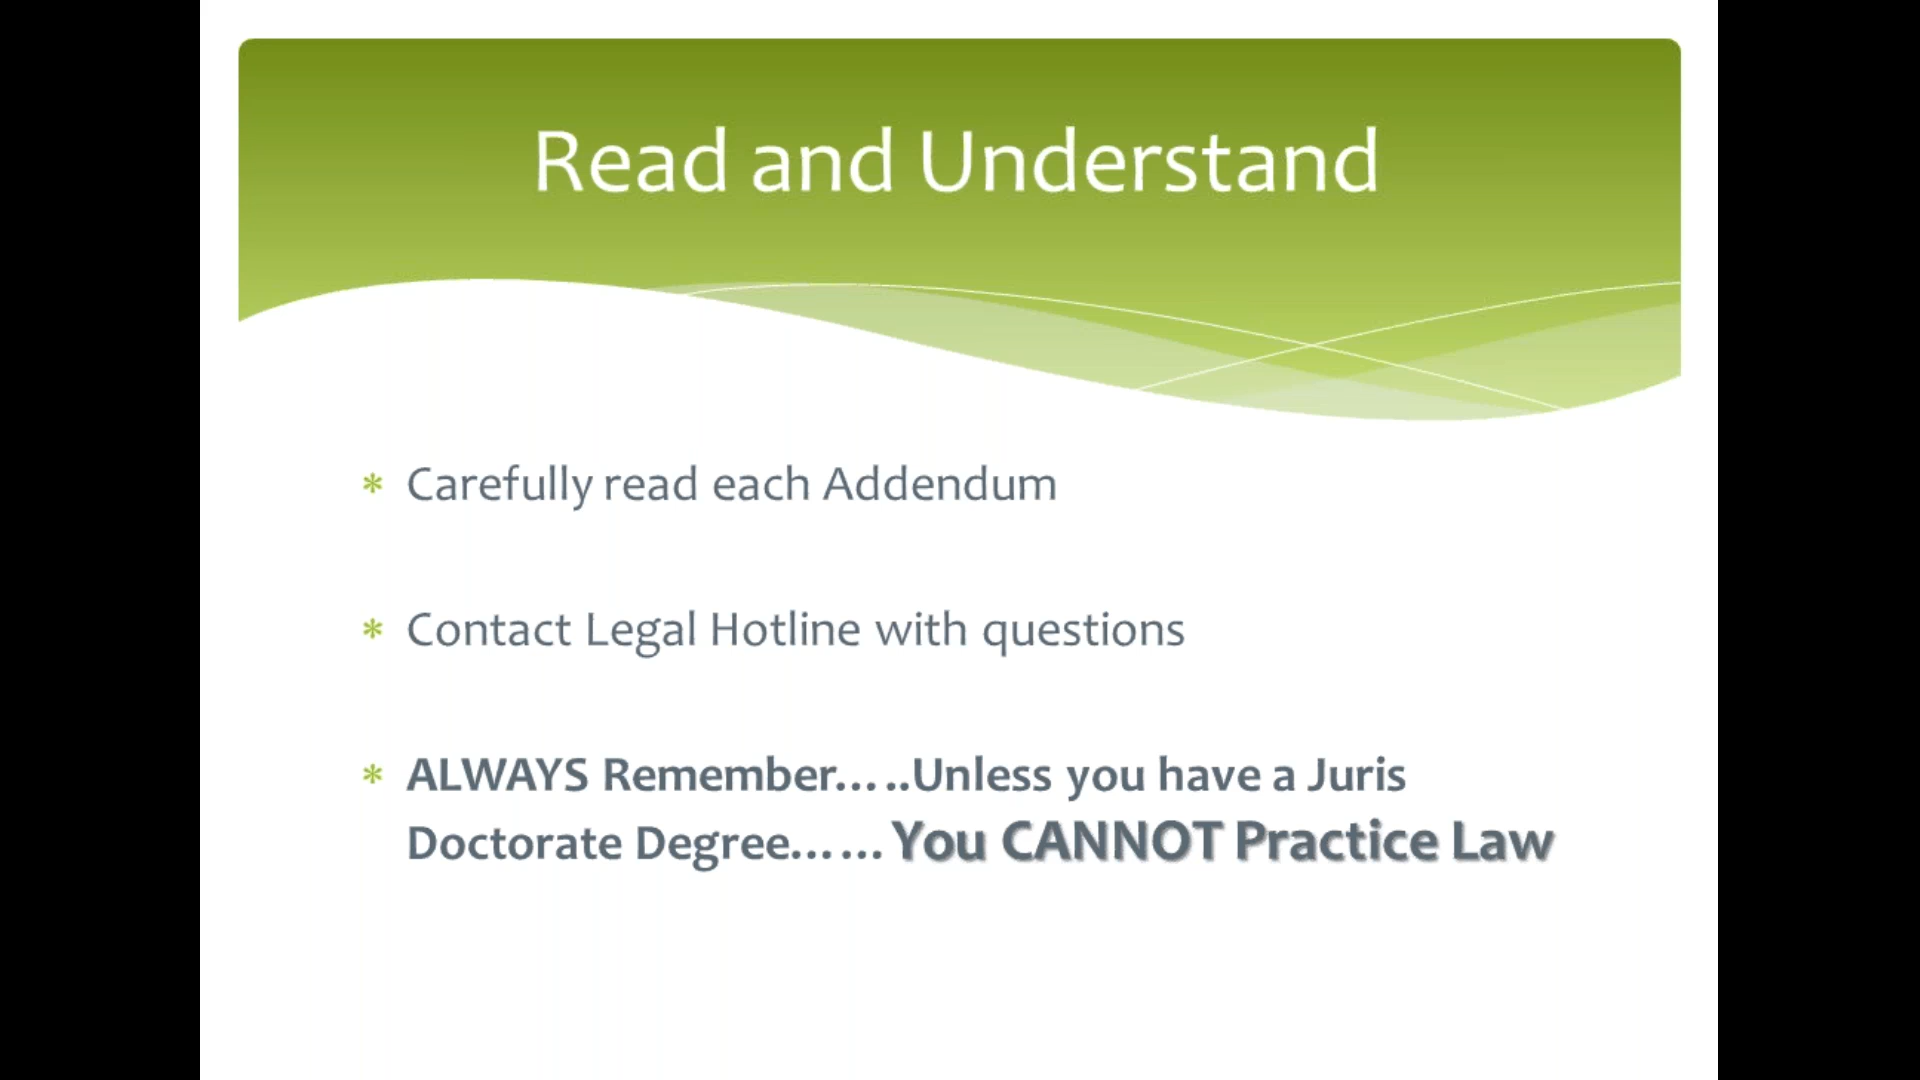 Read and Understand
* Carefully read each Addendum
* Contact Legal Hotline with questions
* ALWAYS Remember.....Unless you have a Juris
Doctorate Degree...... You CANNOT Practice Law